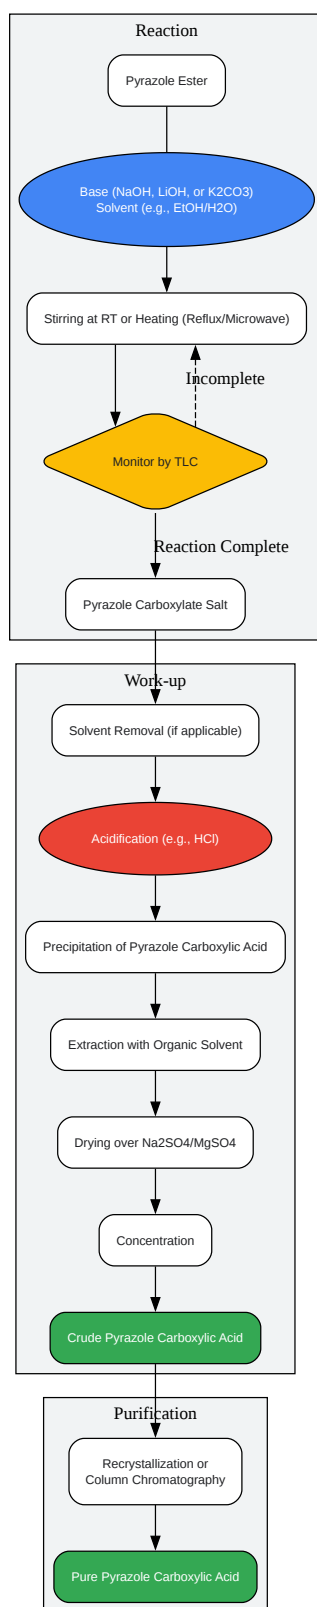 Reaction
Pyrazole Ester
Base (NaOH, LiOH, or K2CO3)
Solvent (e.g., EtOH/H2O)
Stirring at RT or Heating (Reflux/Microwave)
Incomplete
Monitor by TLC
Reaction Complete
Pyrazole Carboxylate Salt
Work-up
Solvent Removal (if applicable)
Acidification (e.g., HCl)
Precipitation of Pyrazole Carboxylic Acid
Extraction with Organic Solvent
Drying over Na2SO4/MgSO4
Concentration
Crude Pyrazole Carboxylic Acid
Purification
Recrystallization or
Column Chromatography
Pure Pyrazole Carboxylic Acid